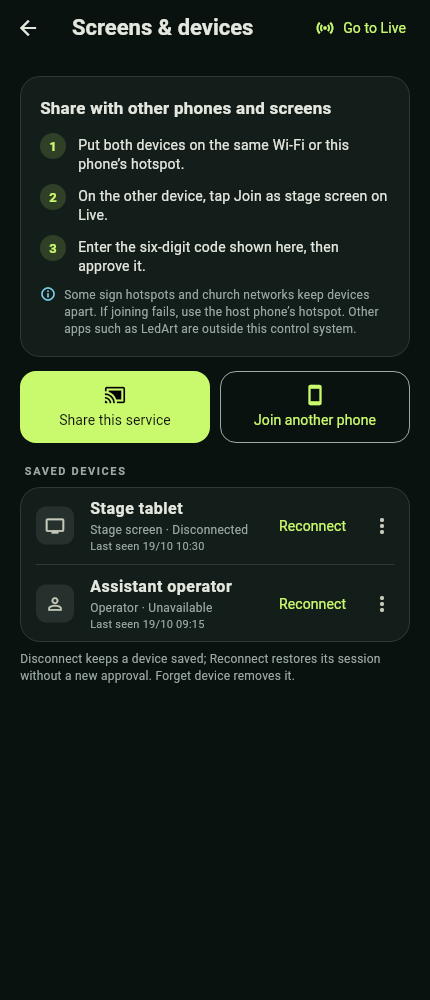 Screens & devices
Go to Live
Share with other phones and screens
1 Put both devices on the same Wi-Fi or this
phone’s hotspot.
2 On the other device, tap Join as stage screen on
Live.
3 Enter the six-digit code shown here, then
approve it.
Some sign hotspots and church networks keep devices
apart. If joining fails, use the host phone’s hotspot. Other
apps such as LedArt are outside this control system.
Share this service
Join another phone
SAVED DEVICES
Stage tablet
Stage screen · Disconnected
Last seen 19/10 10:30
Reconnect
Assistant operator
Operator · Unavailable
Last seen 19/10 09:15
Reconnect
Disconnect keeps a device saved; Reconnect restores its session
without a new approval. Forget device removes it.